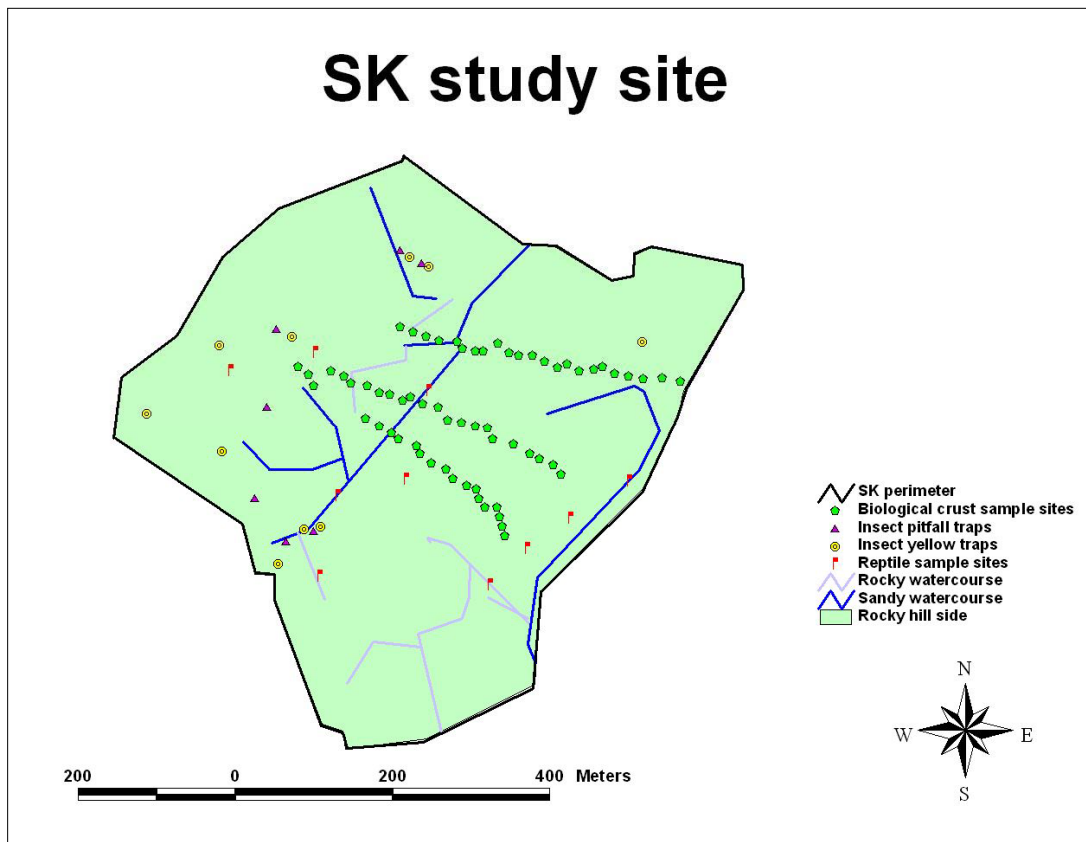 SK study site
SK perimeter
Biological crust sample sites
Insect pitfall traps
Insect yellow traps
Reptile sample sites
Rocky watercourse
Sandy watercourse
Rocky hill side
N
W E
S
200 0 200 400 Meters